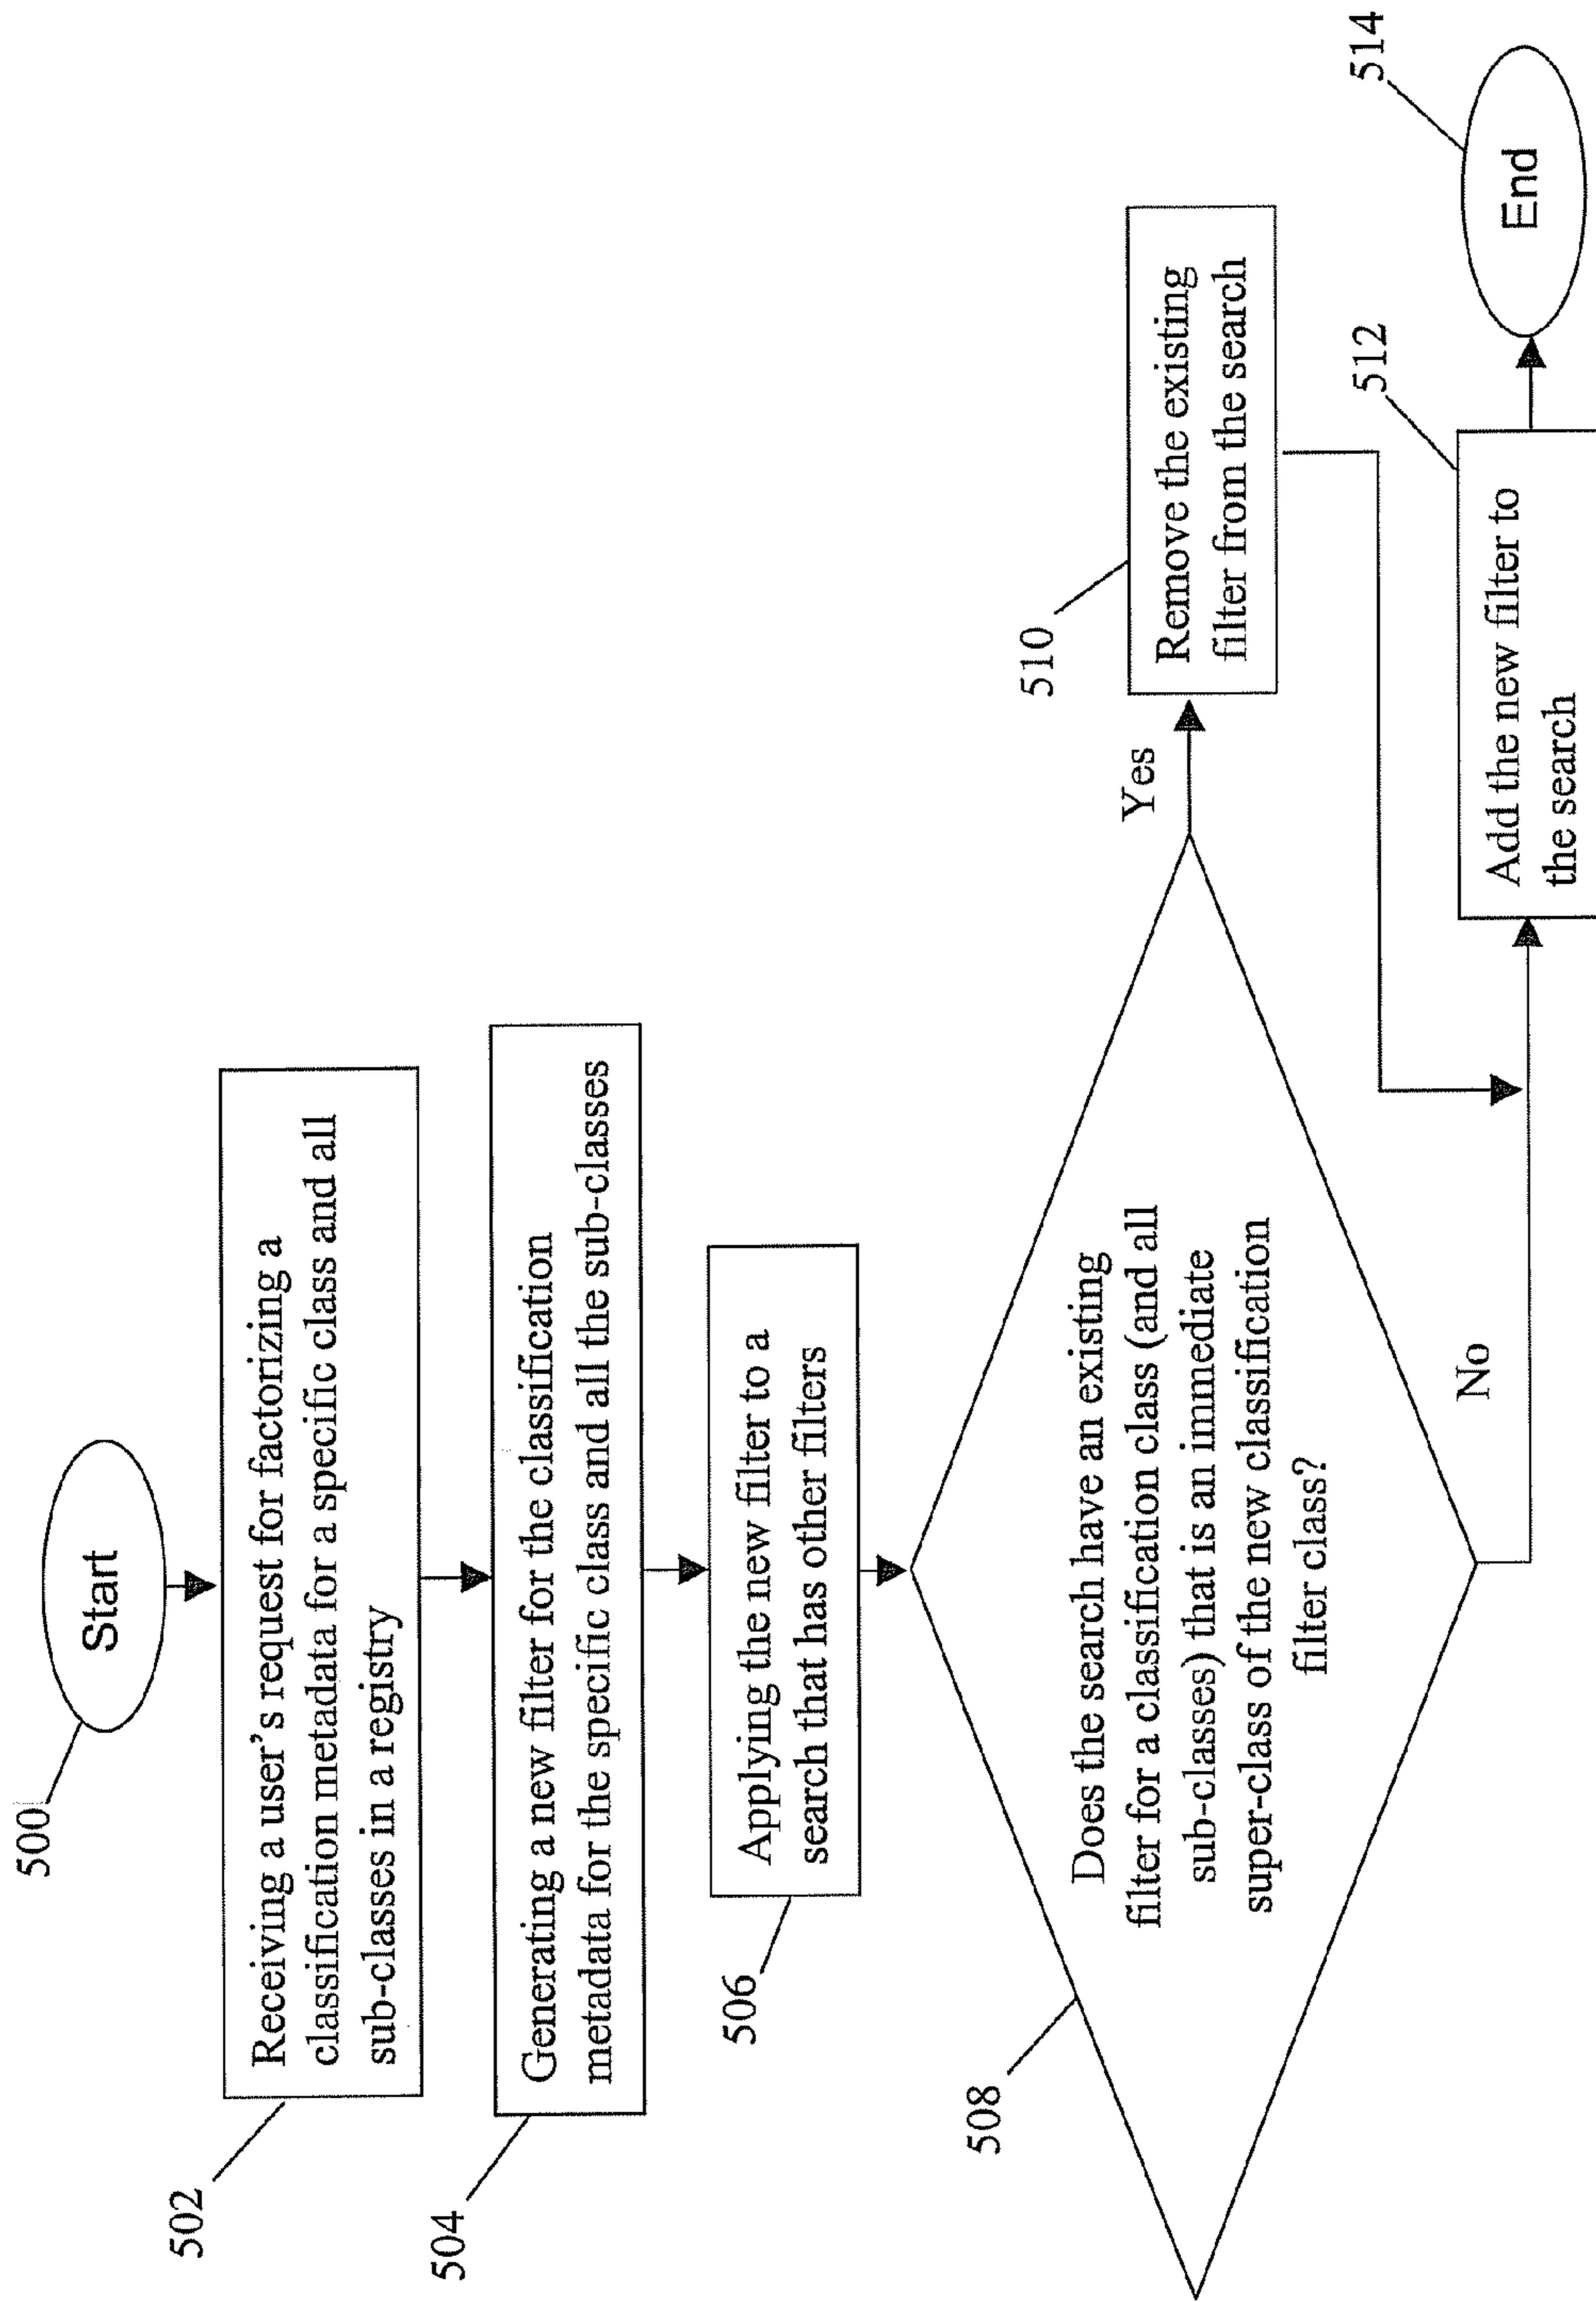 500
Start
502
Receiving a user's request for factorizing a
classification metadata for a specific class and all
sub-classes in a registry
504
Generating a new filter for the classification
metadata for the specific class and all the sub-classes
506
Applying the new filter to a
search that has other filters
508
Does the search have an existing
filter for a classification class (and all
sub-classes) that is an immediate
super-class of the new classification
filter class?
Yes
510
Remove the existing
filter from the search
No
512
Add the new filter to
the search
514
End